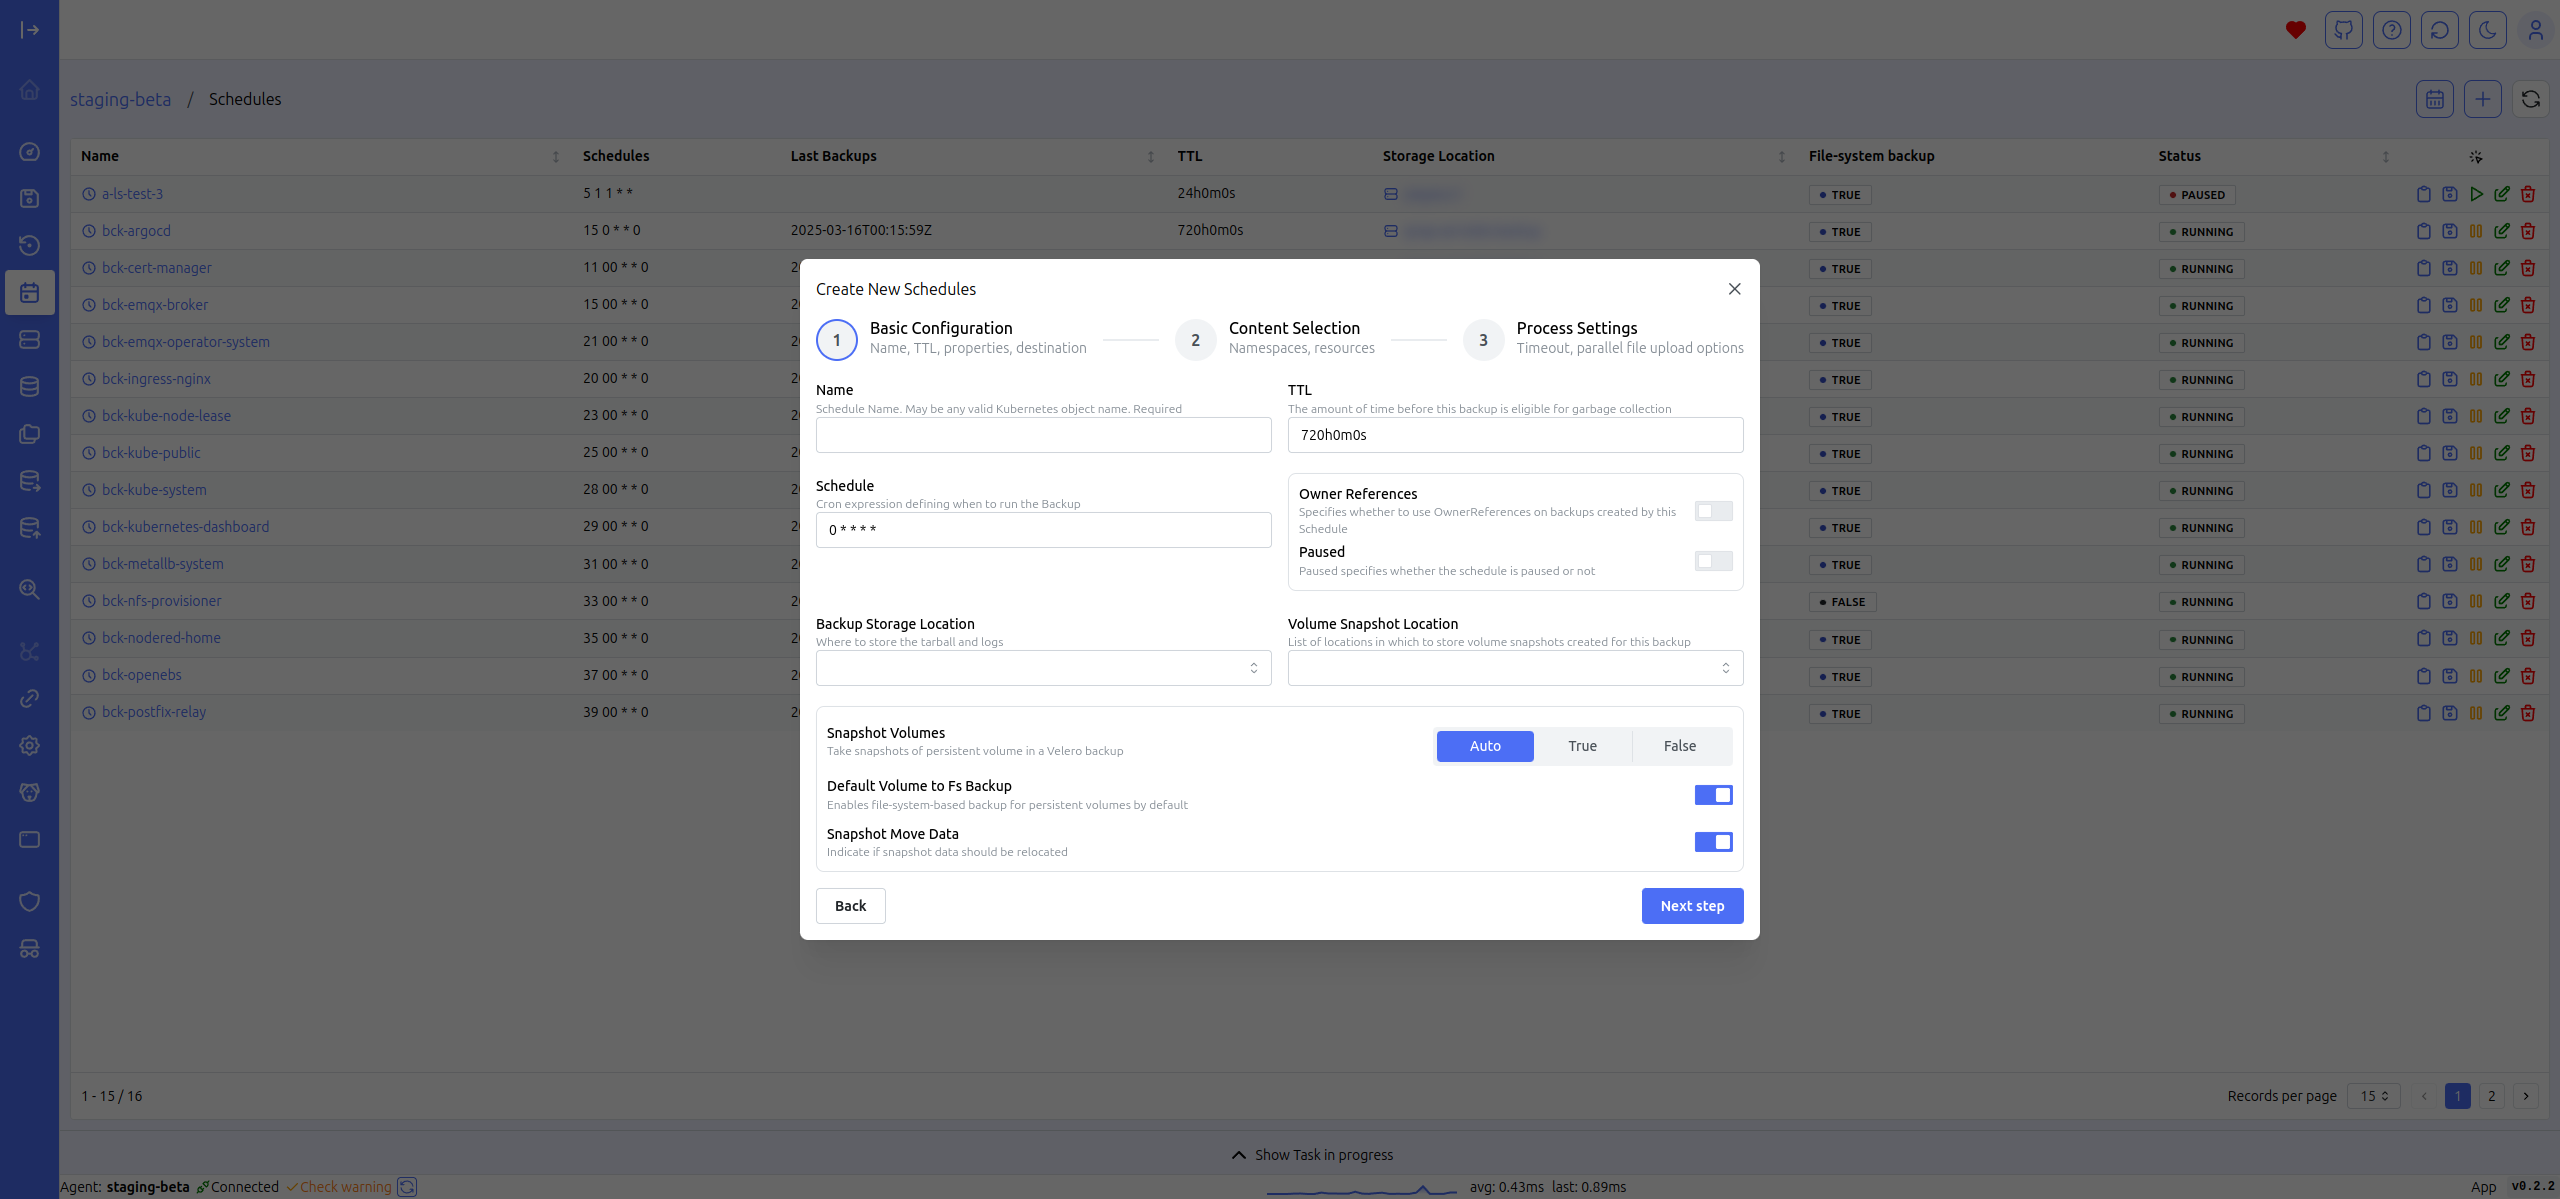 staging-beta / Schedules
Name Schedules Last Backups TTL Storage Location File-system backup Status
a-ls-test-3 5 1 1 * * 24h0m0s TRUE PAUSED
bck-argocd 15 0 * * 0 2025-03-16T00:15:59Z 720h0m0s TRUE RUNNING
bck-cert-manager 11 00 * * 0 TRUE RUNNING
bck-emqx-broker 15 00 * * 0 TRUE RUNNING
bck-emqx-operator-system 21 00 * * 0 TRUE RUNNING
bck-ingress-nginx 20 00 * * 0 TRUE RUNNING
bck-kube-node-lease 23 00 * * 0 TRUE RUNNING
bck-kube-public 25 00 * * 0 TRUE RUNNING
bck-kube-system 28 00 * * 0 TRUE RUNNING
bck-kubernetes-dashboard 29 00 * * 0 TRUE RUNNING
bck-metallb-system 31 00 * * 0 TRUE RUNNING
bck-nfs-provisioner 33 00 * * 0 FALSE RUNNING
bck-nodered-home 35 00 * * 0 TRUE RUNNING
bck-openebs 37 00 * * 0 TRUE RUNNING
bck-postfix-relay 39 00 * * 0 TRUE RUNNING
Create New Schedules
1 Basic Configuration 2 Content Selection 3 Process Settings
Name, TTL, properties, destination Namespaces, resources Timeout, parallel file upload options
Name TTL
Schedule Name. May be any valid Kubernetes object name. Required The amount of time before this backup is eligible for garbage collection
720h0m0s
Schedule
Cron expression defining when to run the Backup
0 * * * *
Owner References
Specifies whether to use OwnerReferences on backups created by this
Schedule
Paused
Paused specifies whether the schedule is paused or not
Backup Storage Location Volume Snapshot Location
Where to store the tarball and logs List of locations in which to store volume snapshots created for this backup
Snapshot Volumes
Take snapshots of persistent volume in a Velero backup
Auto True False
Default Volume to Fs Backup
Enables file-system-based backup for persistent volumes by default
Snapshot Move Data
Indicate if snapshot data should be relocated
Back Next step
1 - 15 / 16 Records per page 15 1 2
Show Task in progress
Agent: staging-beta Connected Check warning avg: 0.43ms last: 0.89ms App v0.2.2